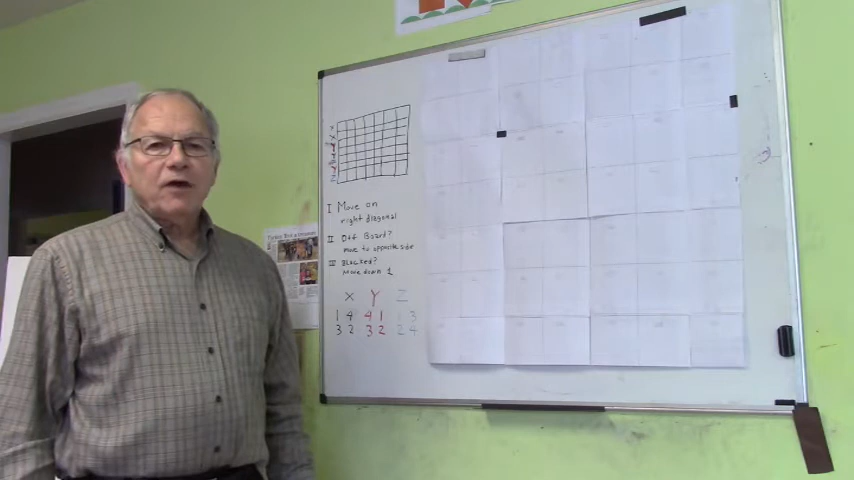 I Move on
right diagonal
II Off Board?
move to opposite side
III Blocked?
Move down 1
X Y Z
1 4 4 1 1 3
3 2 3 2 2 4